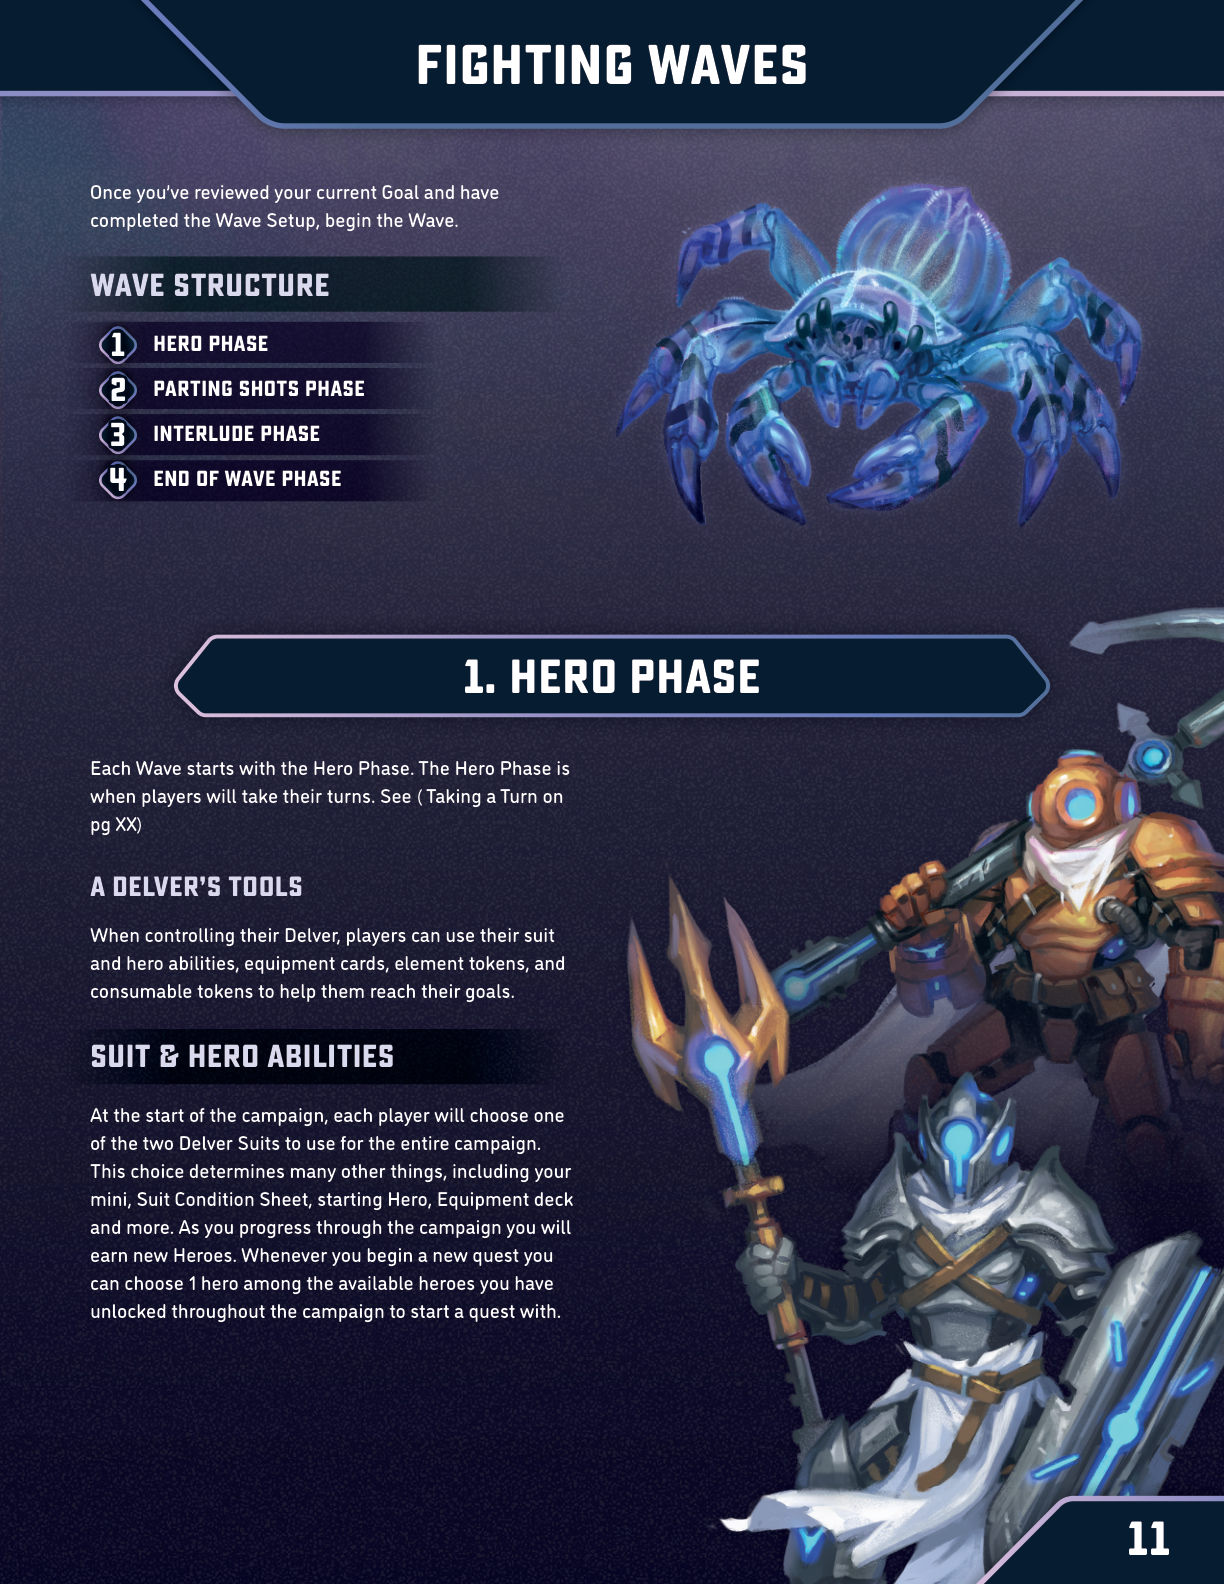 FIGHTING WAVES
Once you've reviewed your current Goal and have
completed the Wave Setup, begin the Wave.
WAVE STRUCTURE
1 HERO PHASE
2 PARTING SHOTS PHASE
3 INTERLUDE PHASE
4 END OF WAVE PHASE
1. HERO PHASE
Each Wave starts with the Hero Phase. The Hero Phase is
when players will take their turns. See ( Taking a Turn on
pg XX)
A DELVER'S TOOLS
When controlling their Delver, players can use their suit
and hero abilities, equipment cards, element tokens, and
consumable tokens to help them reach their goals.
SUIT & HERO ABILITIES
At the start of the campaign, each player will choose one
of the two Delver Suits to use for the entire campaign.
This choice determines many other things, including your
mini, Suit Condition Sheet, starting Hero, Equipment deck
and more. As you progress through the campaign you will
earn new Heroes. Whenever you begin a new quest you
can choose 1 hero among the available heroes you have
unlocked throughout the campaign to start a quest with.
11